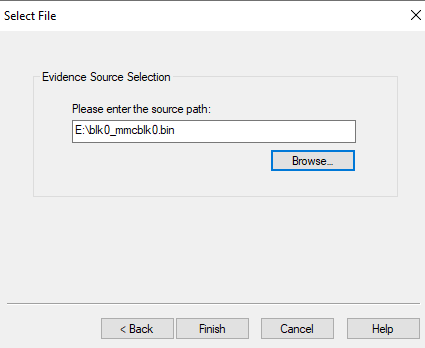 Select File
Evidence Source Selection
Please enter the source path:
E:\blk0_mmcblk0.bin
Browse...
< Back
Finish
Cancel
Help